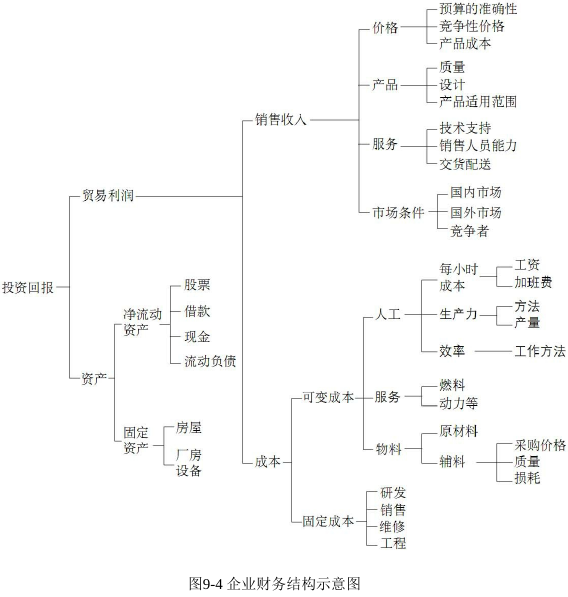 投资回报
贸易利润
销售收入
价格
预算的准确性
竞争性价格
产品成本
产品
质量
设计
产品适用范围
服务
技术支持
销售人员能力
交货配送
市场条件
国内市场
国外市场
竞争者
成本
可变成本
人工
每小时
成本
工资
加班费
生产力
方法
产量
效率
工作方法
服务
燃料
动力等
物料
原材料
辅料
采购价格
质量
损耗
固定成本
研发
销售
维修
工程
资产
净流动
资产
股票
借款
现金
流动负债
固定
资产
房屋
厂房
设备
图9-4 企业财务结构示意图